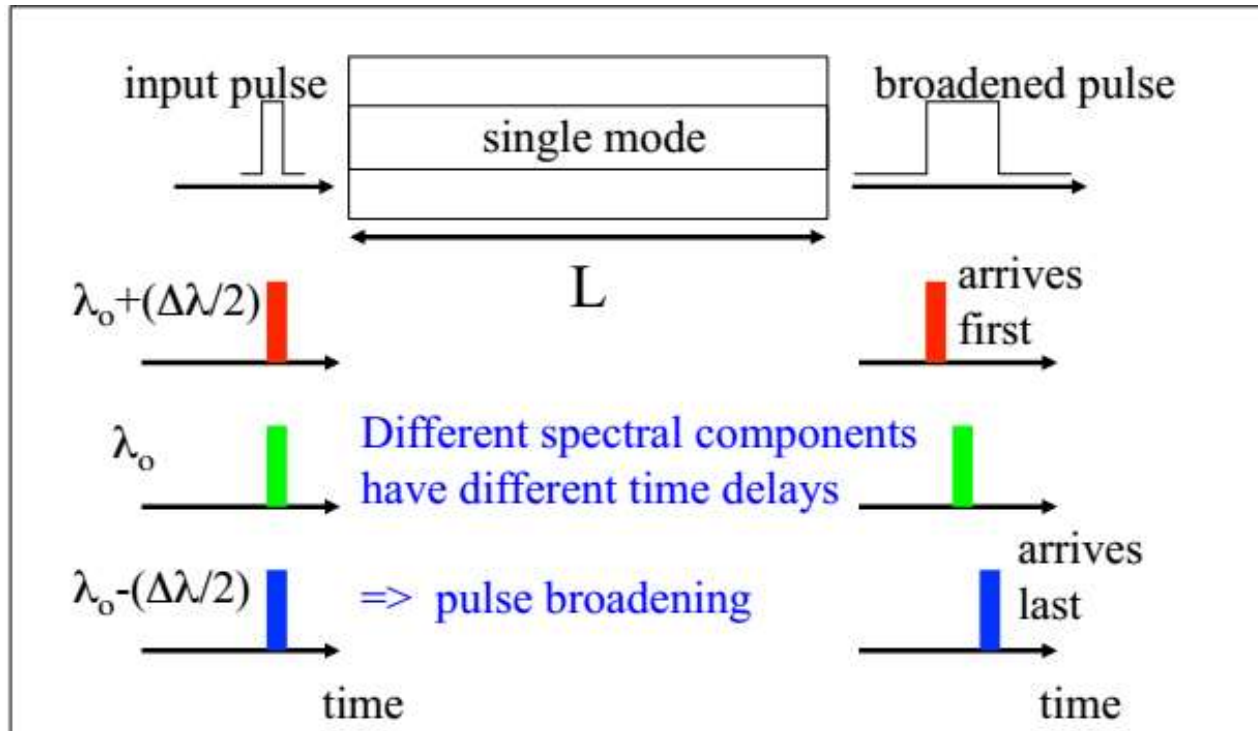 input pulse
broadened pulse
single mode
L
λₒ+(Δλ/2)
arrives
first
λₒ
Different spectral components
have different time delays
λₒ-(Δλ/2)
=> pulse broadening
arrives
last
time
time